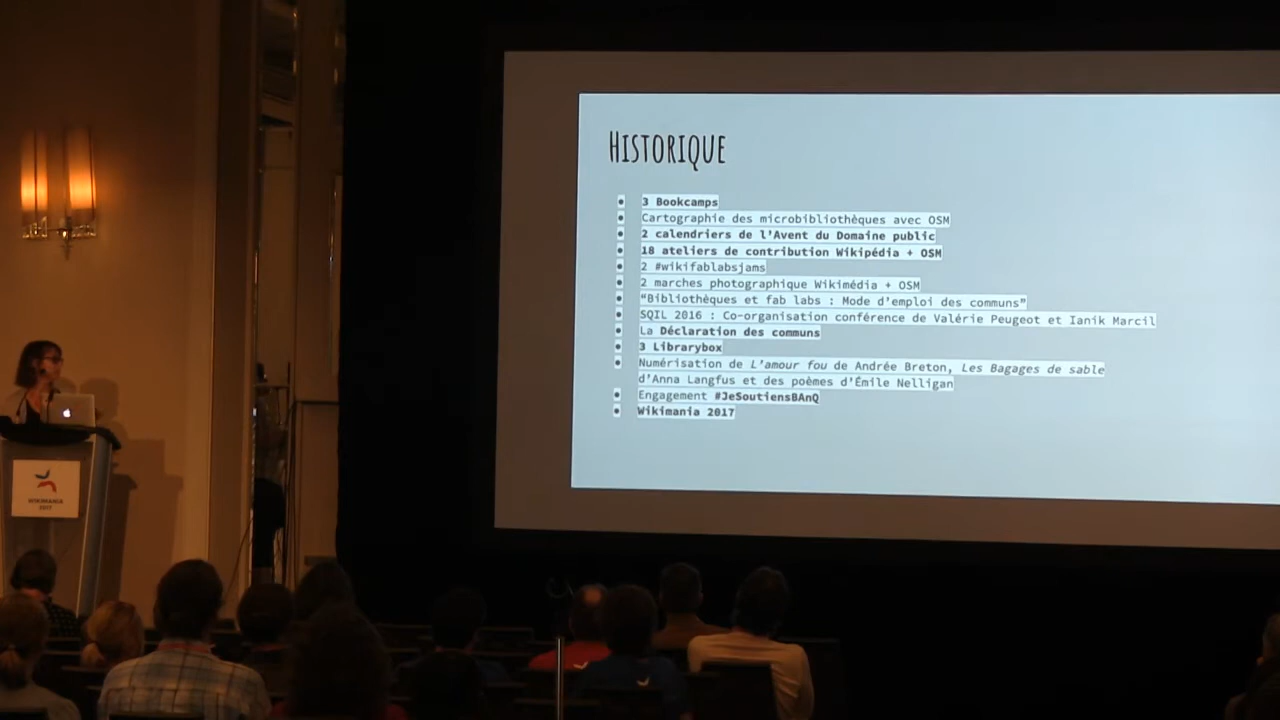 HISTORIQUE
3 Bookcamps
Cartographie des microbibliothèques avec OSM
2 calendriers de l'Avent du Domaine public
18 ateliers de contribution Wikipédia + OSM
2 #wikifablabsjams
2 marches photographique Wikimédia + OSM
"Bibliothèques et fab labs : Mode d'emploi des communs"
SQIL 2016 : Co-organisation conférence de Valérie Peugeot et Ianik Marcil
La Déclaration des communs
3 Librarybox
Numérisation de L'amour fou de Andrée Breton, Les Bagages de sable
d'Anna Langfus et des poèmes d'Émile Nelligan
Engagement #JeSoutiensBAnQ
Wikimania 2017
WIKIMANIA
2017